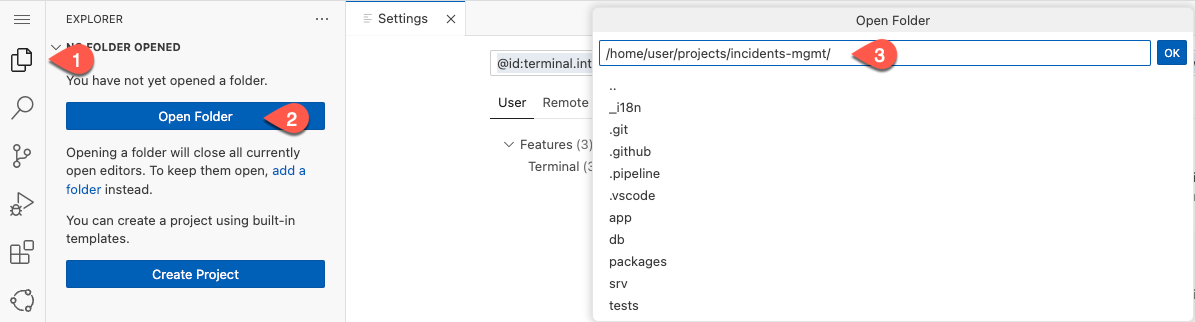 EXPLORER
NO FOLDER OPENED
1
You have not yet opened a folder.
Open Folder
2
Opening a folder will close all currently
open editors. To keep them open, add a
folder instead.
You can create a project using built-in
templates.
Create Project
Settings
@id:terminal.int
User Remote
Features (3)
Terminal (3
Open Folder
/home/user/projects/incidents-mgmt/
3
OK
..
_i18n
.git
.github
.pipeline
.vscode
app
db
packages
srv
tests